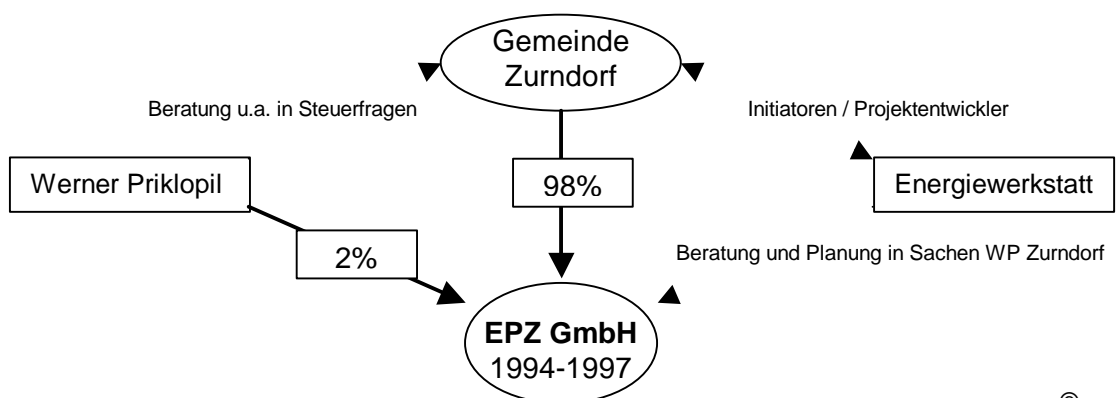 Gemeinde
Zurndorf
Beratung u.a. in Steuerfragen
Initiatoren / Projektentwickler
Werner Priklopil
98%
Energiewerkstatt
2%
Beratung und Planung in Sachen WP Zurndorf
EPZ GmbH
1994-1997